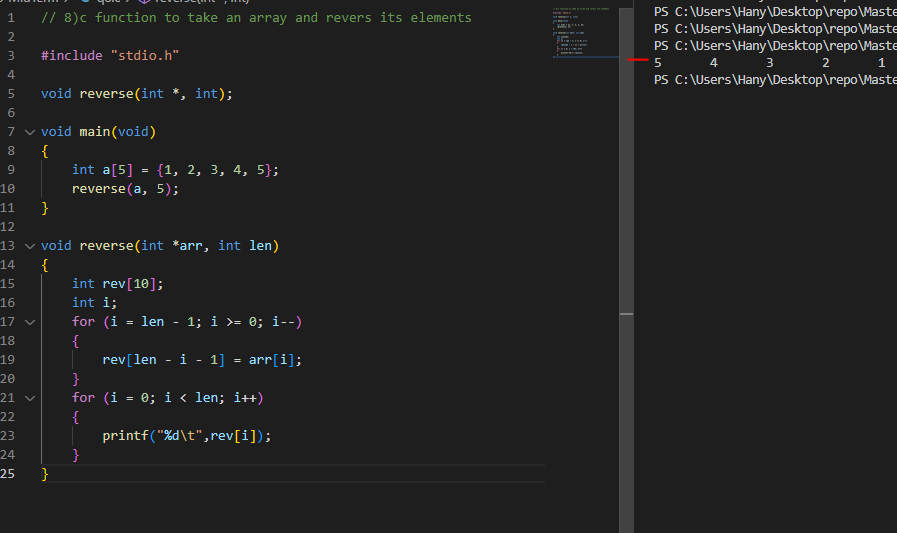 1 // 8)c function to take an array and revers its elements
2
3 #include "stdio.h"
4
5 void reverse(int *, int);
6
7 void main(void)
8 {
9 int a[5] = {1, 2, 3, 4, 5};
10 reverse(a, 5);
11 }
12
13 void reverse(int *arr, int len)
14 {
15 int rev[10];
16 int i;
17 for (i = len - 1; i >= 0; i--)
18 {
19 rev[len - i - 1] = arr[i];
20 }
21 for (i = 0; i < len; i++)
22 {
23 printf("%d\t",rev[i]);
24 }
25 }
PS C:\Users\Hany\Desktop\repo\Maste
PS C:\Users\Hany\Desktop\repo\Maste
PS C:\Users\Hany\Desktop\repo\Maste
5 4 3 2 1
PS C:\Users\Hany\Desktop\repo\Maste